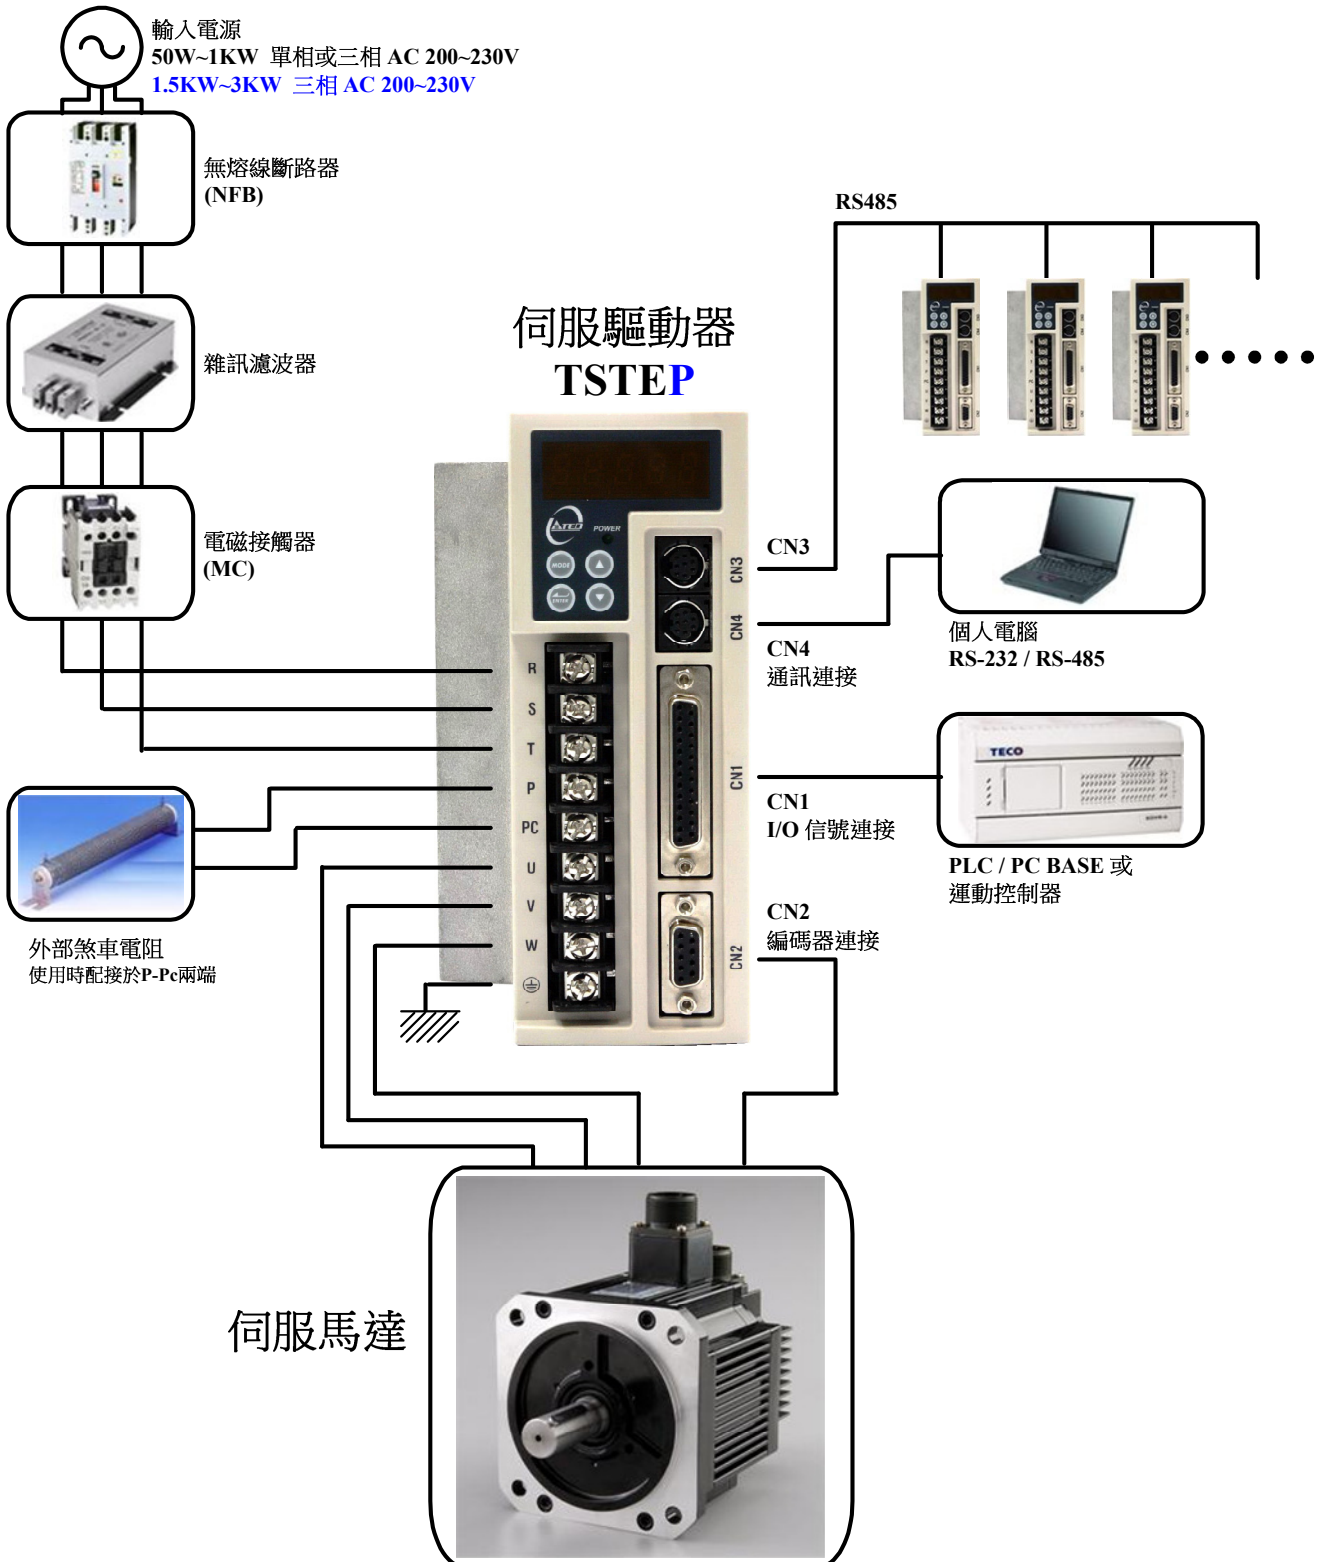 輸入電源
50W~1KW 單相或三相 AC 200~230V
1.5KW~3KW 三相 AC 200~230V
無熔線斷路器
(NFB)
雜訊濾波器
電磁接觸器
(MC)
外部煞車電阻
使用時配接於P-Pc兩端
伺服驅動器
TSTEP
POWER
MODE
ENTER
R
S
T
P
PC
U
V
W
CN3
CN4
CN1
CN2
RS485
CN3
CN4
通訊連接
個人電腦
RS-232 / RS-485
TECO
CN1
I/O 信號連接
PLC / PC BASE 或
運動控制器
CN2
編碼器連接
伺服馬達